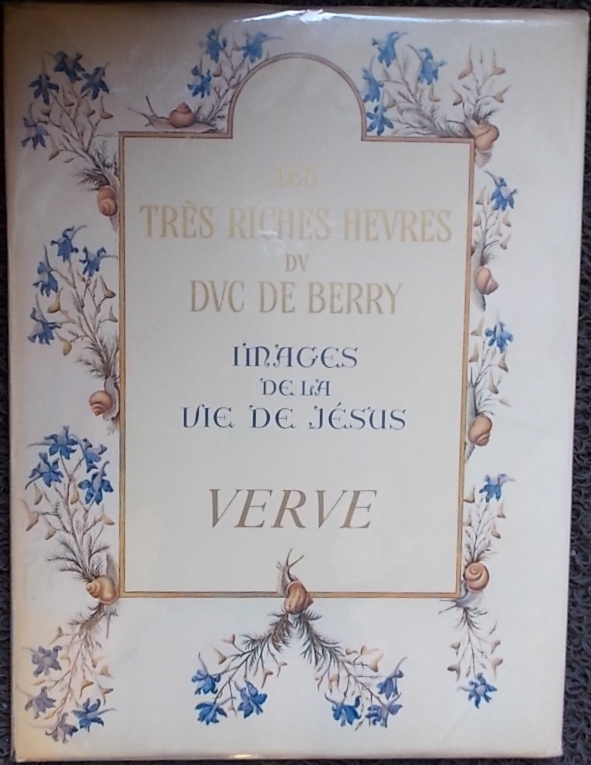 LES
TRÈS RICHES HEVRES
DV
DVC DE BERRY
IMAGES
DE LA
VIE DE JÉSUS
VERVE